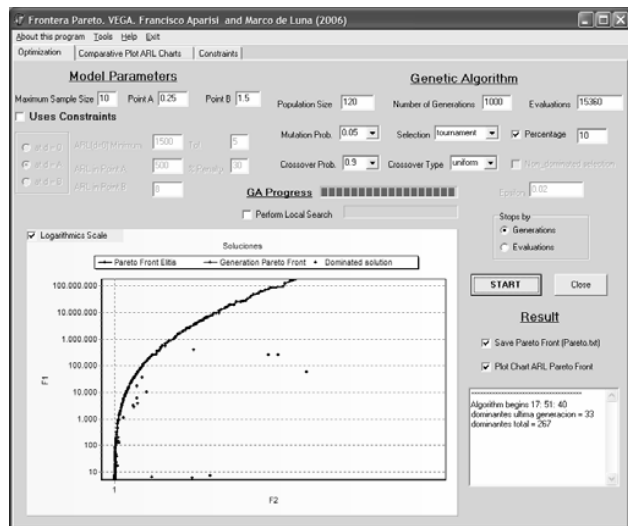 Frontera Pareto. VEGA. Francisco Aparisi and Marco de Luna (2006)
About this program Tools Help Exit
Optimization Comparative Plot ARL Charts Constraints
Model Parameters
Maximum Sample Size 10 Point A 0.25 Point B 1.5
Uses Constraints
1500 5
ARL in Point A 500 30
ARL in Point B 8
Genetic Algorithm
Population Size 120 Number of Generations 1000 Evaluations 15360
Mutation Prob. 0.05 Selection tournament Percentage 10
Crossover Prob. 0.9 Crossover Type uniform Non_dominated selection
GA Progress
Epsilon 0.02
Perform Local Search
Stops by
Generations
Evaluations
START Close
Result
Save Pareto Front (Pareto.txt)
Plot Chart ARL Pareto Front
Algorithm begins 17: 51: 40
dominantes ultima generacion = 33
dominantes total = 267
Logarithmics Scale
Soluciones
Pareto Front Elitis Generation Pareto Front Dominated solution
100.000.000
10.000.000
1.000.000
100.000
10.000
1.000
100
10
F1
1
F2